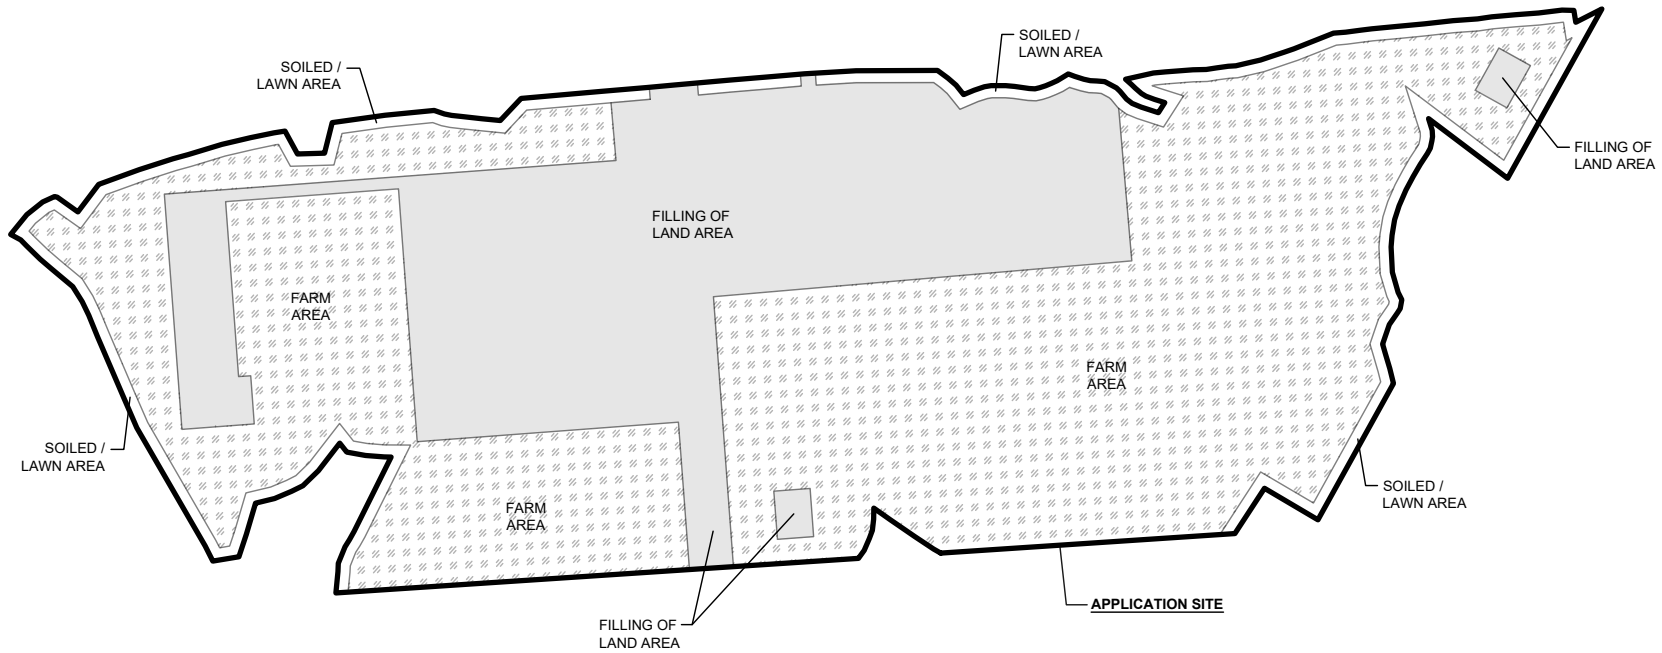 SOILED /
LAWN AREA
SOILED /
LAWN AREA
FILLING OF
LAND AREA
FILLING OF
LAND AREA
FARM
AREA
FARM
AREA
SOILED /
LAWN AREA
SOILED /
LAWN AREA
FARM
AREA
APPLICATION SITE
FILLING OF
LAND AREA